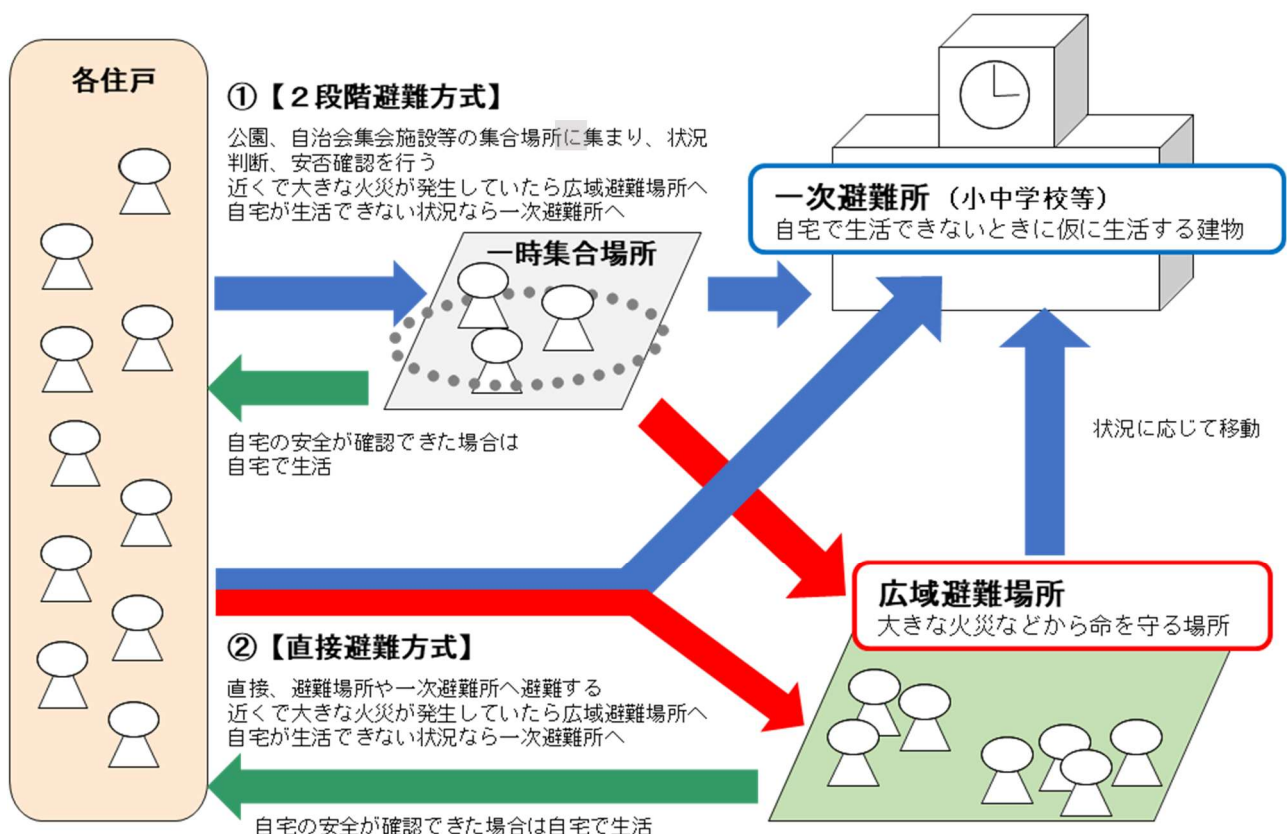 各住戸
①【２段階避難方式】
公園、自治会集会施設等の集合場所に集まり、状況
判断、安否確認を行う
近くで大きな火災が発生していたら広域避難場所へ
自宅が生活できない状況なら一次避難所へ
一時集合場所
一次避難所（小中学校等）
自宅で生活できないときに仮に生活する建物
自宅の安全が確認できた場合は
自宅で生活
状況に応じて移動
広域避難場所
大きな火災などから命を守る場所
②【直接避難方式】
直接、避難場所や一次避難所へ避難する
近くで大きな火災が発生していたら広域避難場所へ
自宅が生活できない状況なら一次避難所へ
自宅の安全が確認できた場合は自宅で生活